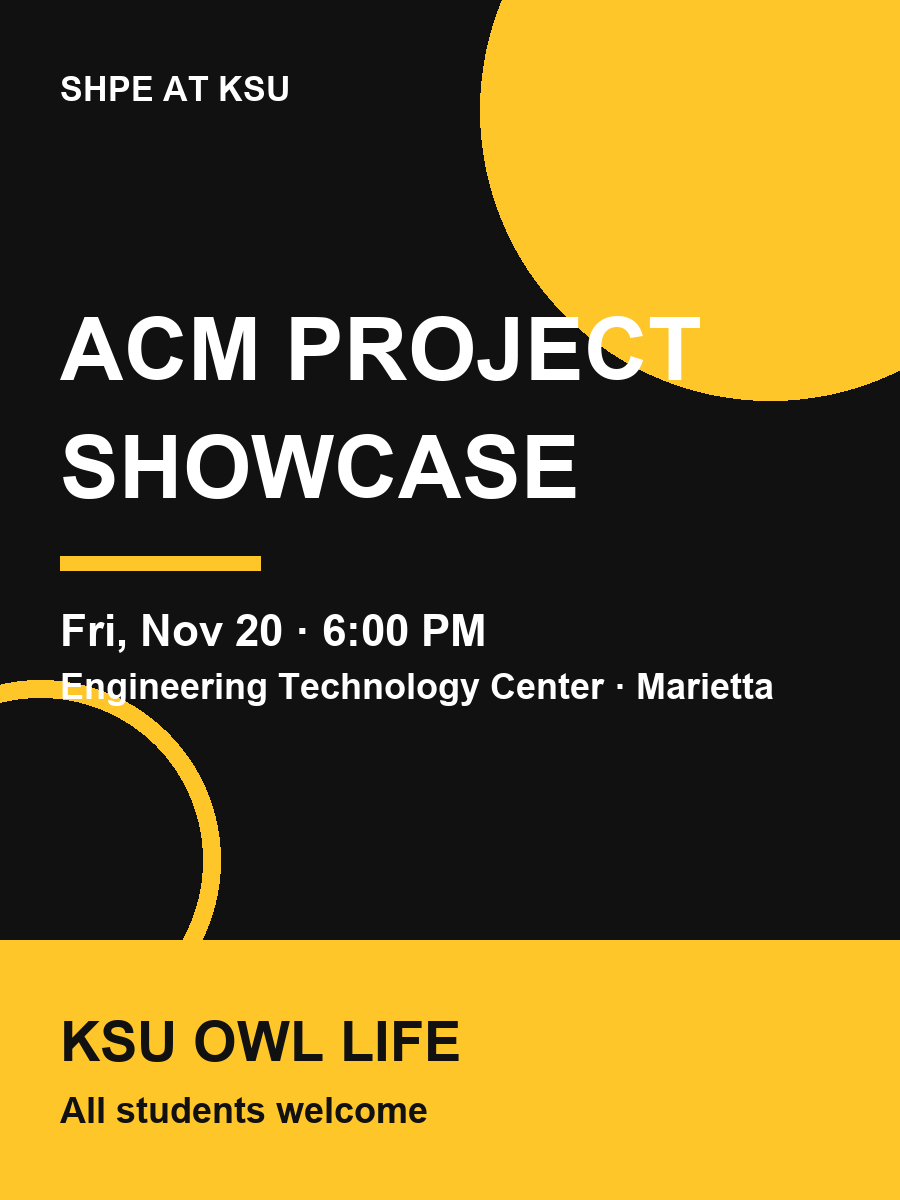 SHPE AT KSU
ACM PROJECT
SHOWCASE
Fri, Nov 20 · 6:00 PM
Engineering Technology Center · Marietta
KSU OWL LIFE
All students welcome